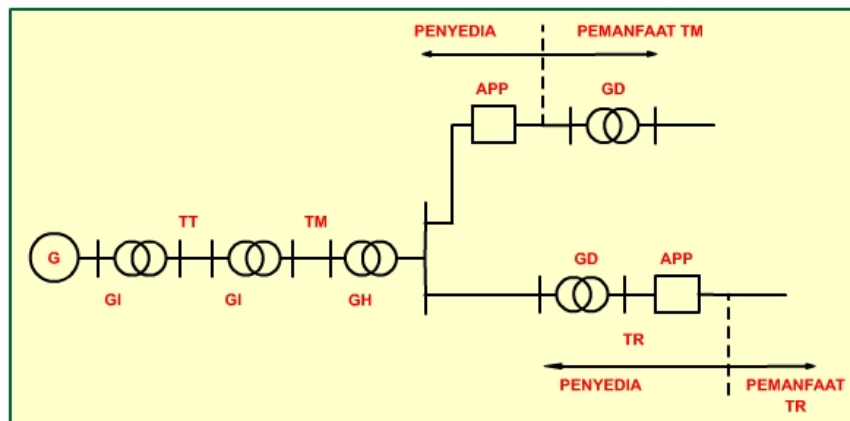 PENYEDIA
PEMANFAAT TM
APP
GD
TT
TM
G
GI
GI
GH
GD
APP
TR
PENYEDIA
PEMANFAAT
TR